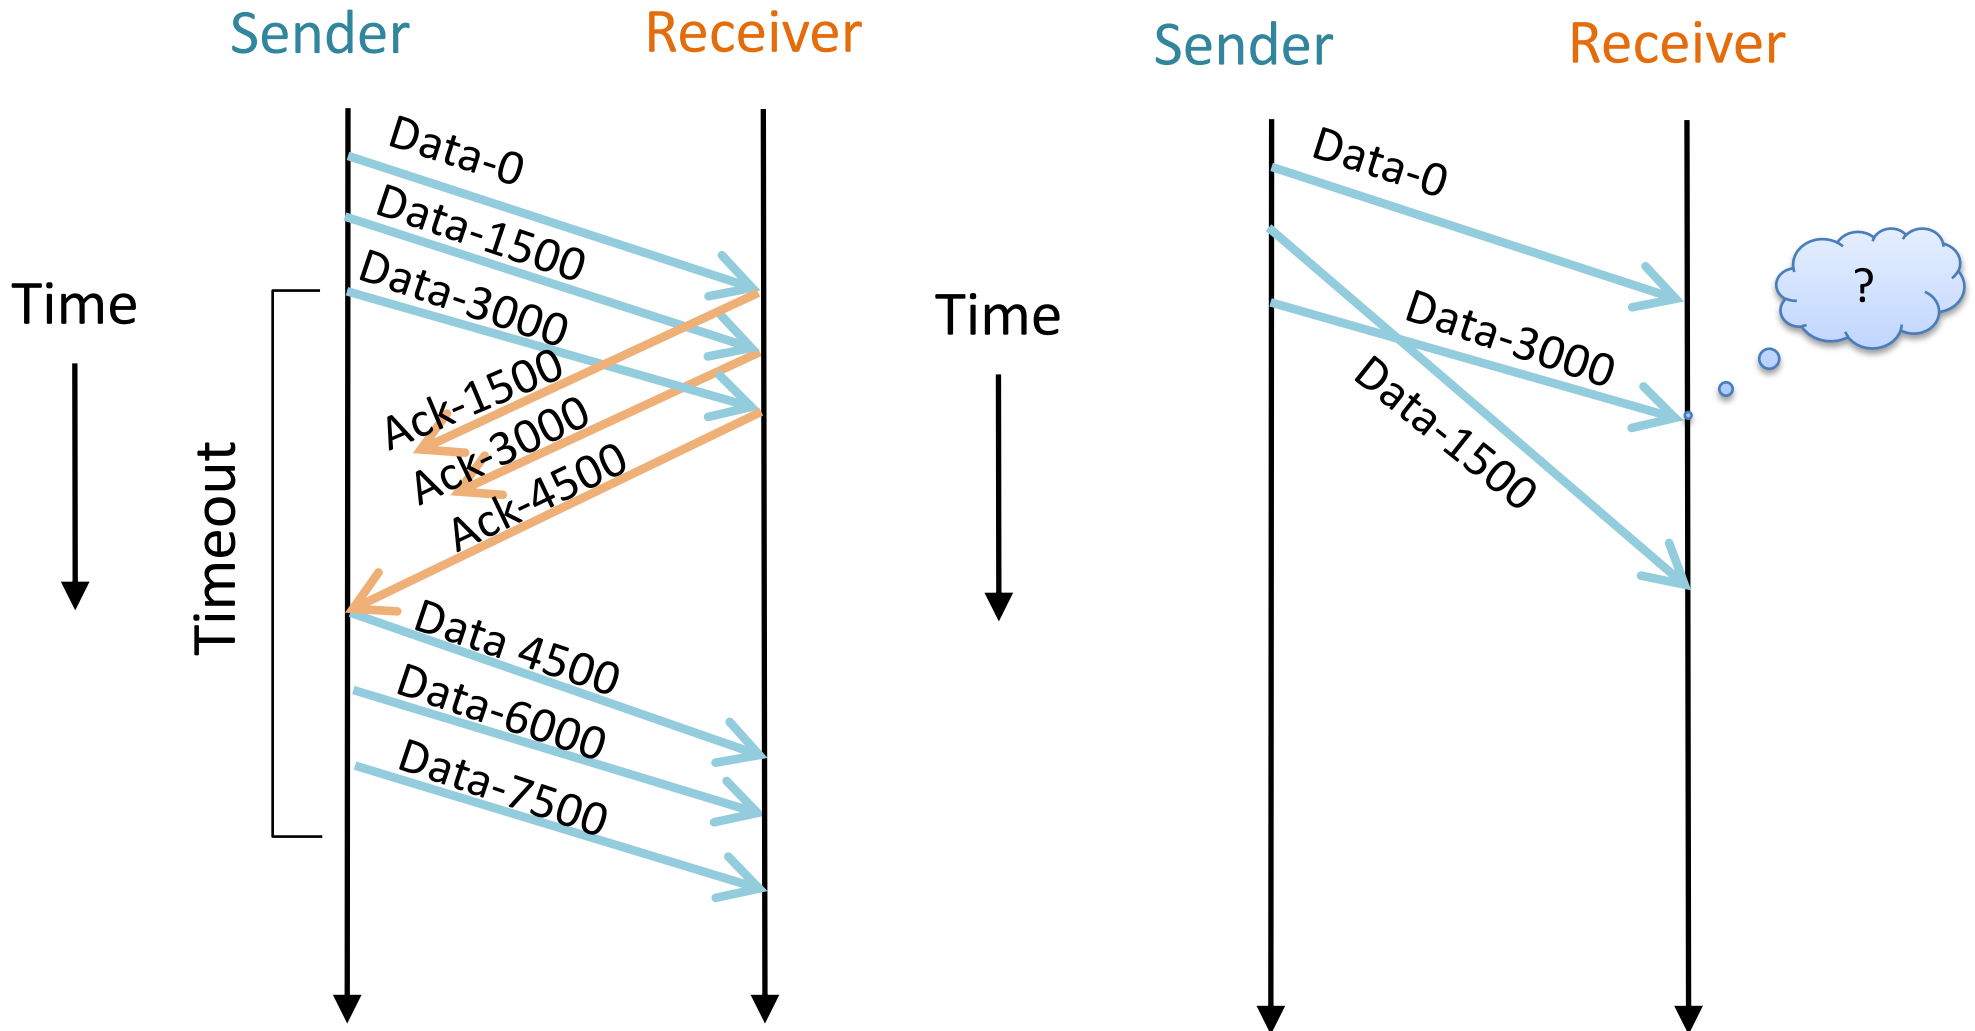 Sender
Receiver
Data-0
Data-1500
Data-3000
Time
Ack-1500
Ack-3000
Ack-4500
Timeout
Data 4500
Data-6000
Data-7500
Sender
Receiver
Data-0
?
Time
Data-3000
Data-1500